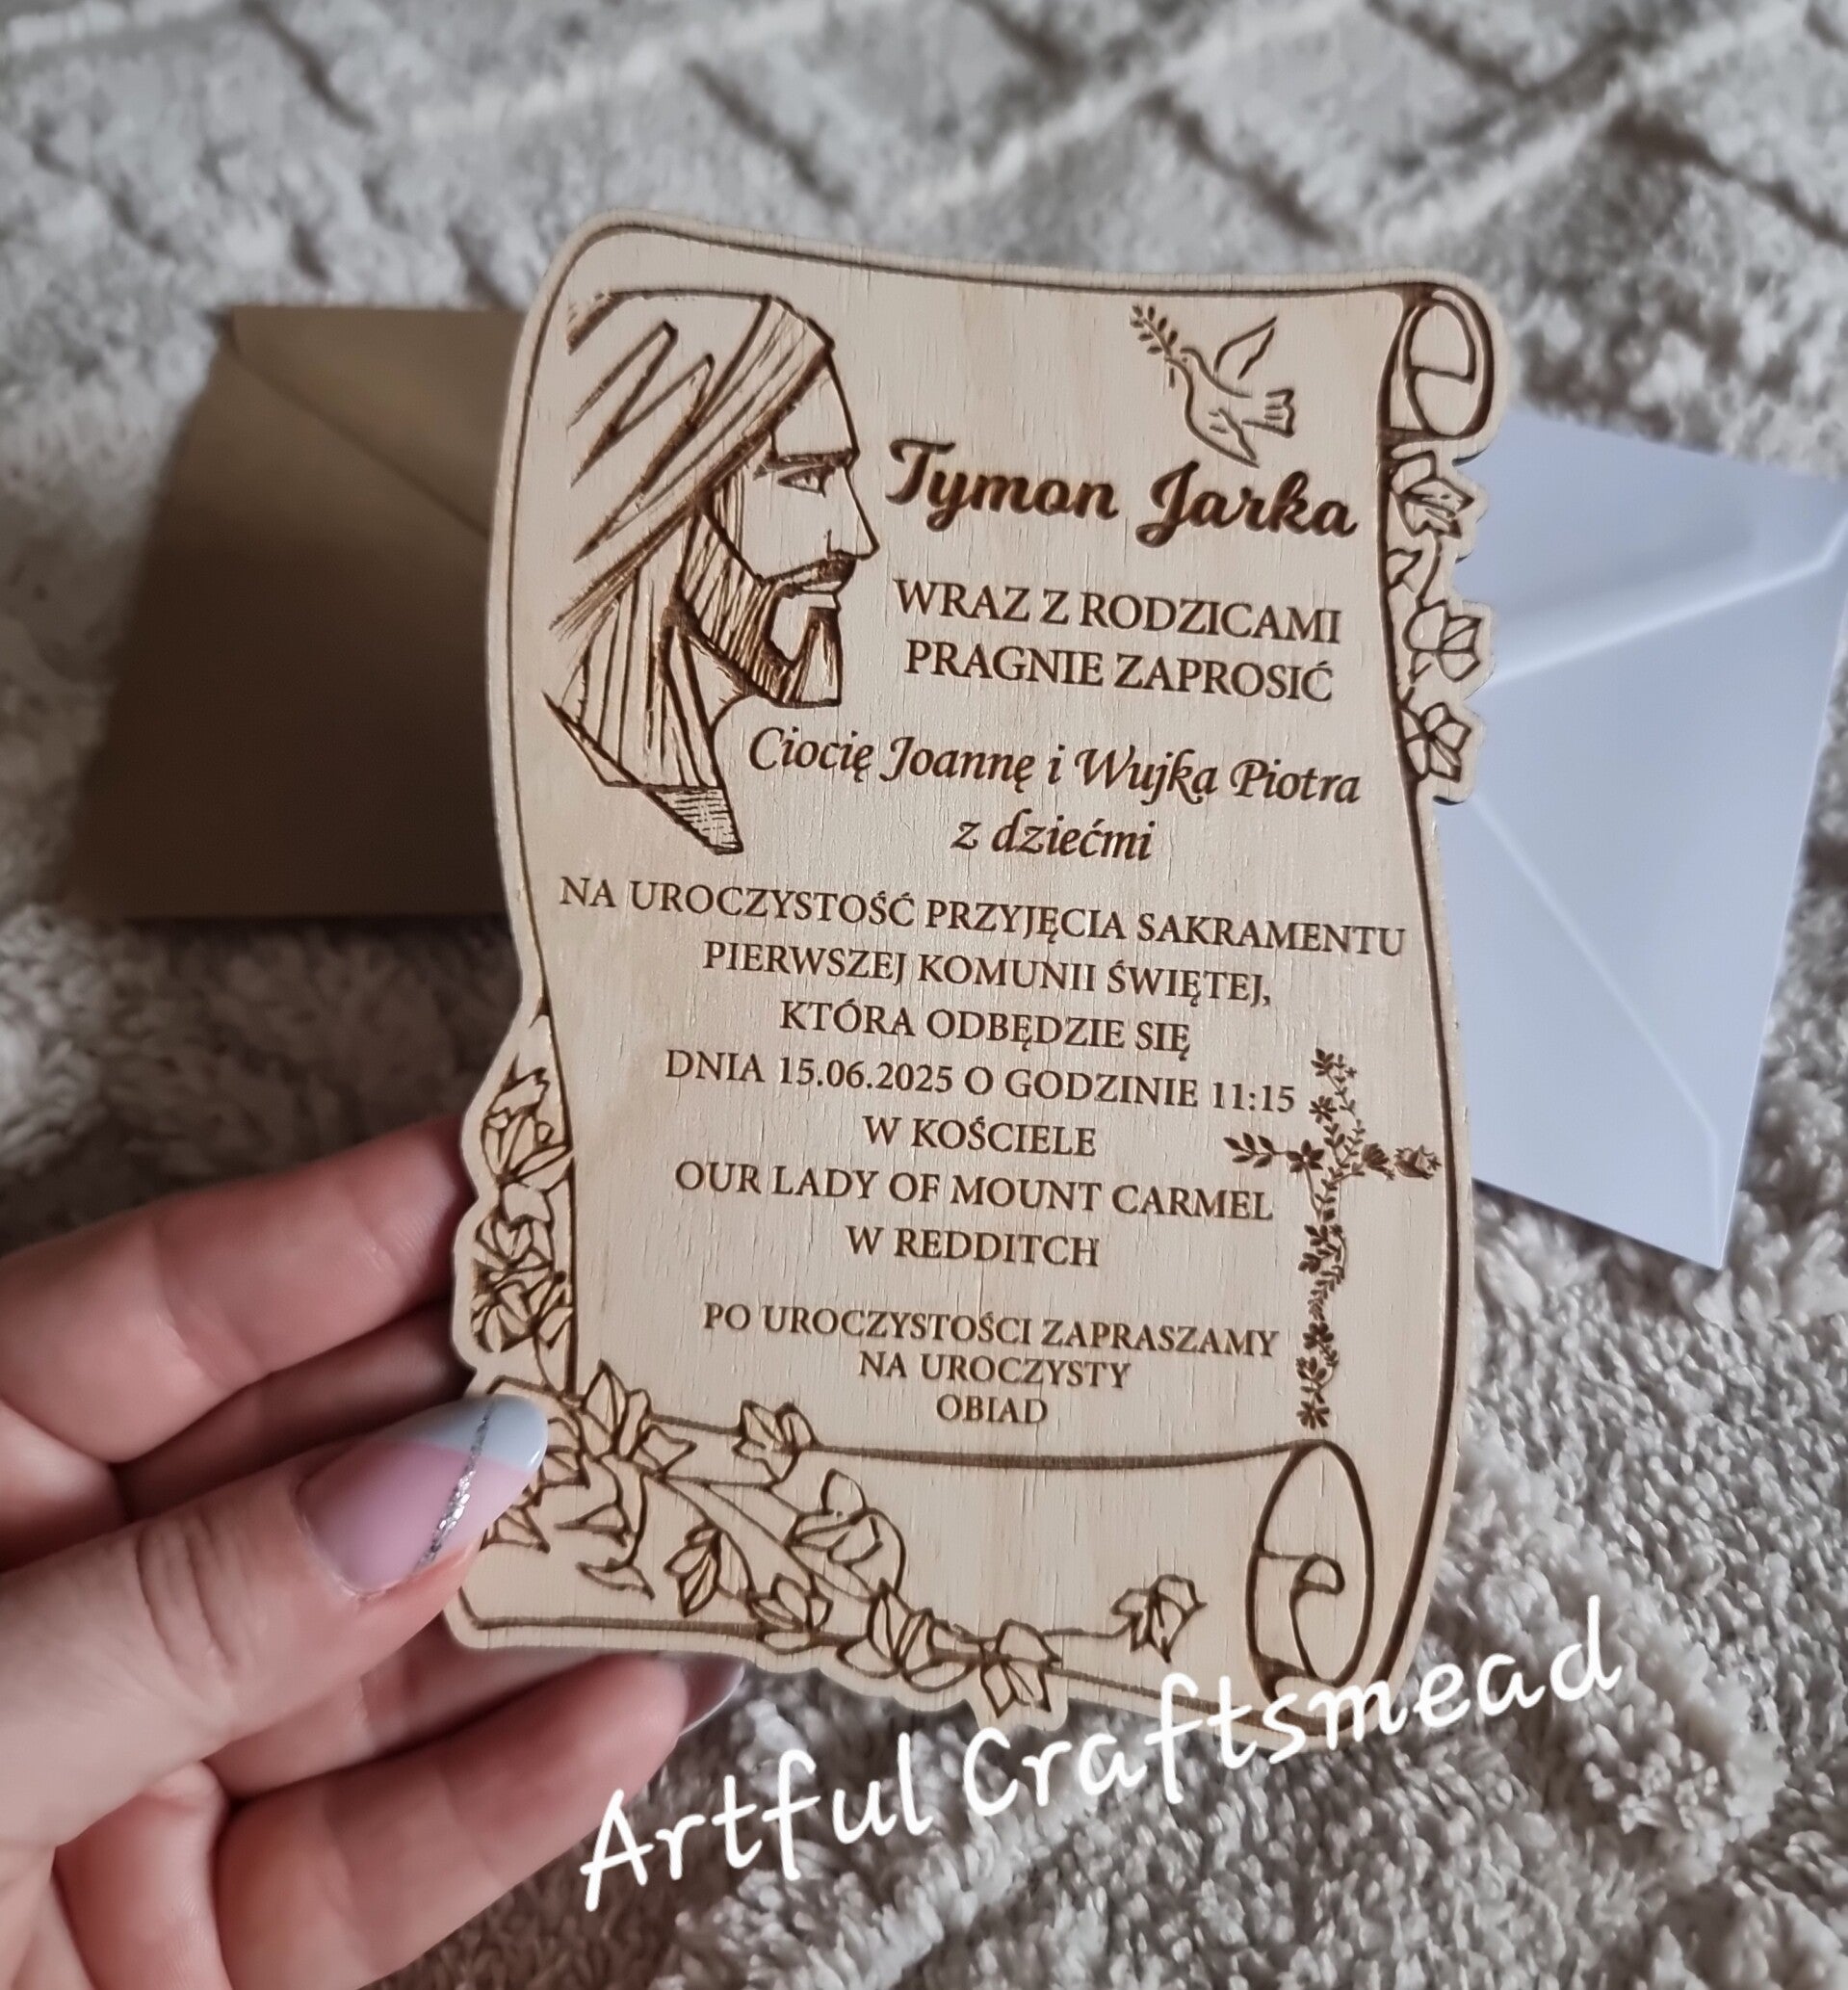 Tymon Jarka
WRAZ Z RODZICAMI
PRAGNIE ZAPROSIĆ
Ciocię Joannę i Wujka Piotra
z dziećmi
NA UROCZYSTOŚĆ PRZYJĘCIA SAKRAMENTU
PIERWSZEJ KOMUNII ŚWIĘTEJ,
KTÓRA ODBĘDZIE SIĘ
DNIA 15.06.2025 O GODZINIE 11:15
W KOŚCIELE
OUR LADY OF MOUNT CARMEL
W REDDITCH
PO UROCZYSTOŚCI ZAPRASZAMY
NA UROCZYSTY
OBIAD
Artful Craftsmead